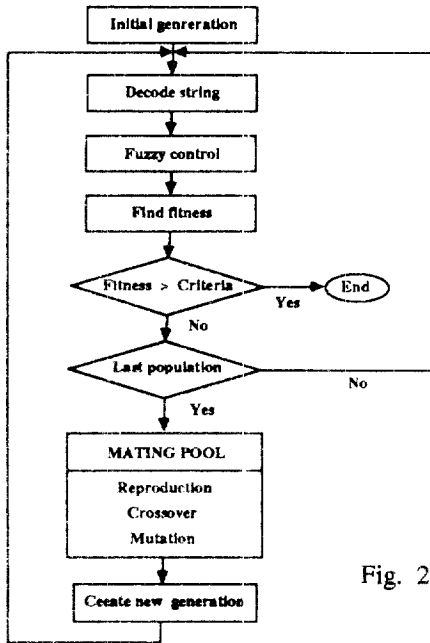 Initial genreration
Decode string
Fuzzy control
Find fitness
Fitness > Criteria
Yes
End
No
Last population
No
Yes
MATING POOL
Reproduction
Crossover
Mutation
Ceeate new generation
Fig. 2